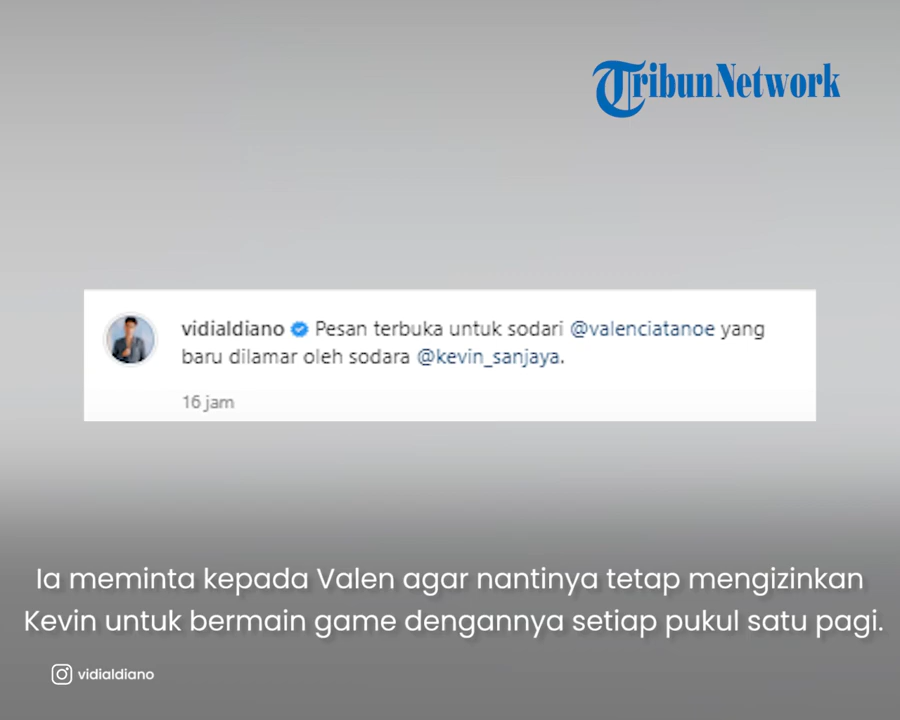 TribunNetwork
vidialdiano Pesan terbuka untuk sodari @valenciatanoe yang
baru dilamar oleh sodara @kevin_sanjaya.
16 jam
Ia meminta kepada Valen agar nantinya tetap mengizinkan
Kevin untuk bermain game dengannya setiap pukul satu pagi.
vidialdiano